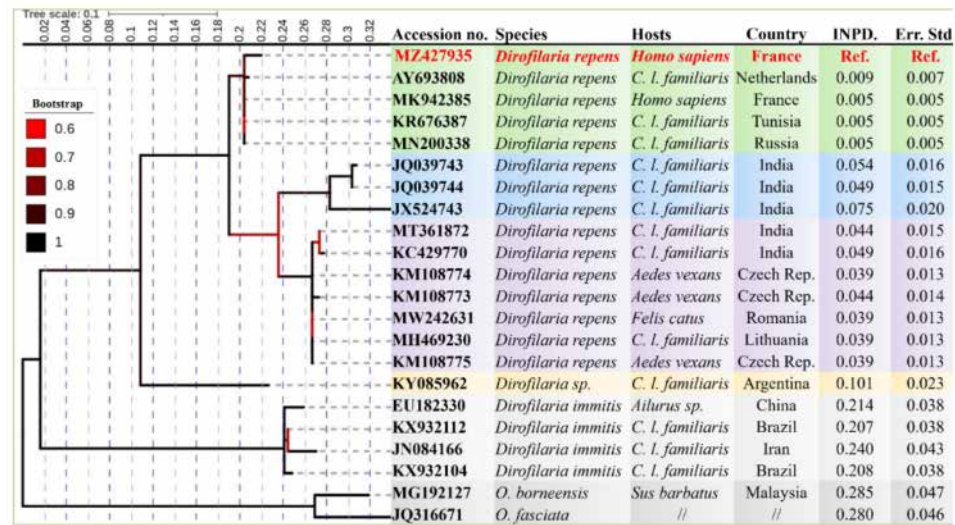 Tree scale: 0.1
0.02 0.04 0.06 0.08 0.1 0.12 0.14 0.16 0.18 0.2 0.22 0.24 0.26 0.28 0.3 0.32
Accession no. Species Hosts Country INPD. Err. Std
MZ427935 Dirofilaria repens Homo sapiens France Ref. Ref.
AY693808 Dirofilaria repens C. l. familiaris Netherlands 0.009 0.007
MK942385 Dirofilaria repens Homo sapiens France 0.005 0.005
KR676387 Dirofilaria repens C. l. familiaris Tunisia 0.005 0.005
MN200338 Dirofilaria repens C. l. familiaris Russia 0.005 0.005
JQ039743 Dirofilaria repens C. l. familiaris India 0.054 0.016
JQ039744 Dirofilaria repens C. l. familiaris India 0.049 0.015
JX524743 Dirofilaria repens C. l. familiaris India 0.075 0.020
MT361872 Dirofilaria repens C. l. familiaris India 0.044 0.015
KC429770 Dirofilaria repens C. l. familiaris India 0.049 0.016
KM108774 Dirofilaria repens Aedes vexans Czech Rep. 0.039 0.013
KM108773 Dirofilaria repens Aedes vexans Czech Rep. 0.044 0.014
MW242631 Dirofilaria repens Felis catus Romania 0.039 0.013
MH469230 Dirofilaria repens C. l. familiaris Lithuania 0.039 0.013
KM108775 Dirofilaria repens Aedes vexans Czech Rep. 0.039 0.013
KY085962 Dirofilaria sp. C. l. familiaris Argentina 0.101 0.023
EU182330 Dirofilaria immitis Ailurus sp. China 0.214 0.038
KX932112 Dirofilaria immitis C. l. familiaris Brazil 0.207 0.038
JN084166 Dirofilaria immitis C. l. familiaris Iran 0.240 0.043
KX932104 Dirofilaria immitis C. l. familiaris Brazil 0.208 0.038
MG192127 O. borneensis Sus barbatus Malaysia 0.285 0.047
JQ316671 O. fasciata // // 0.280 0.046
Bootstrap
0.6
0.7
0.8
0.9
1